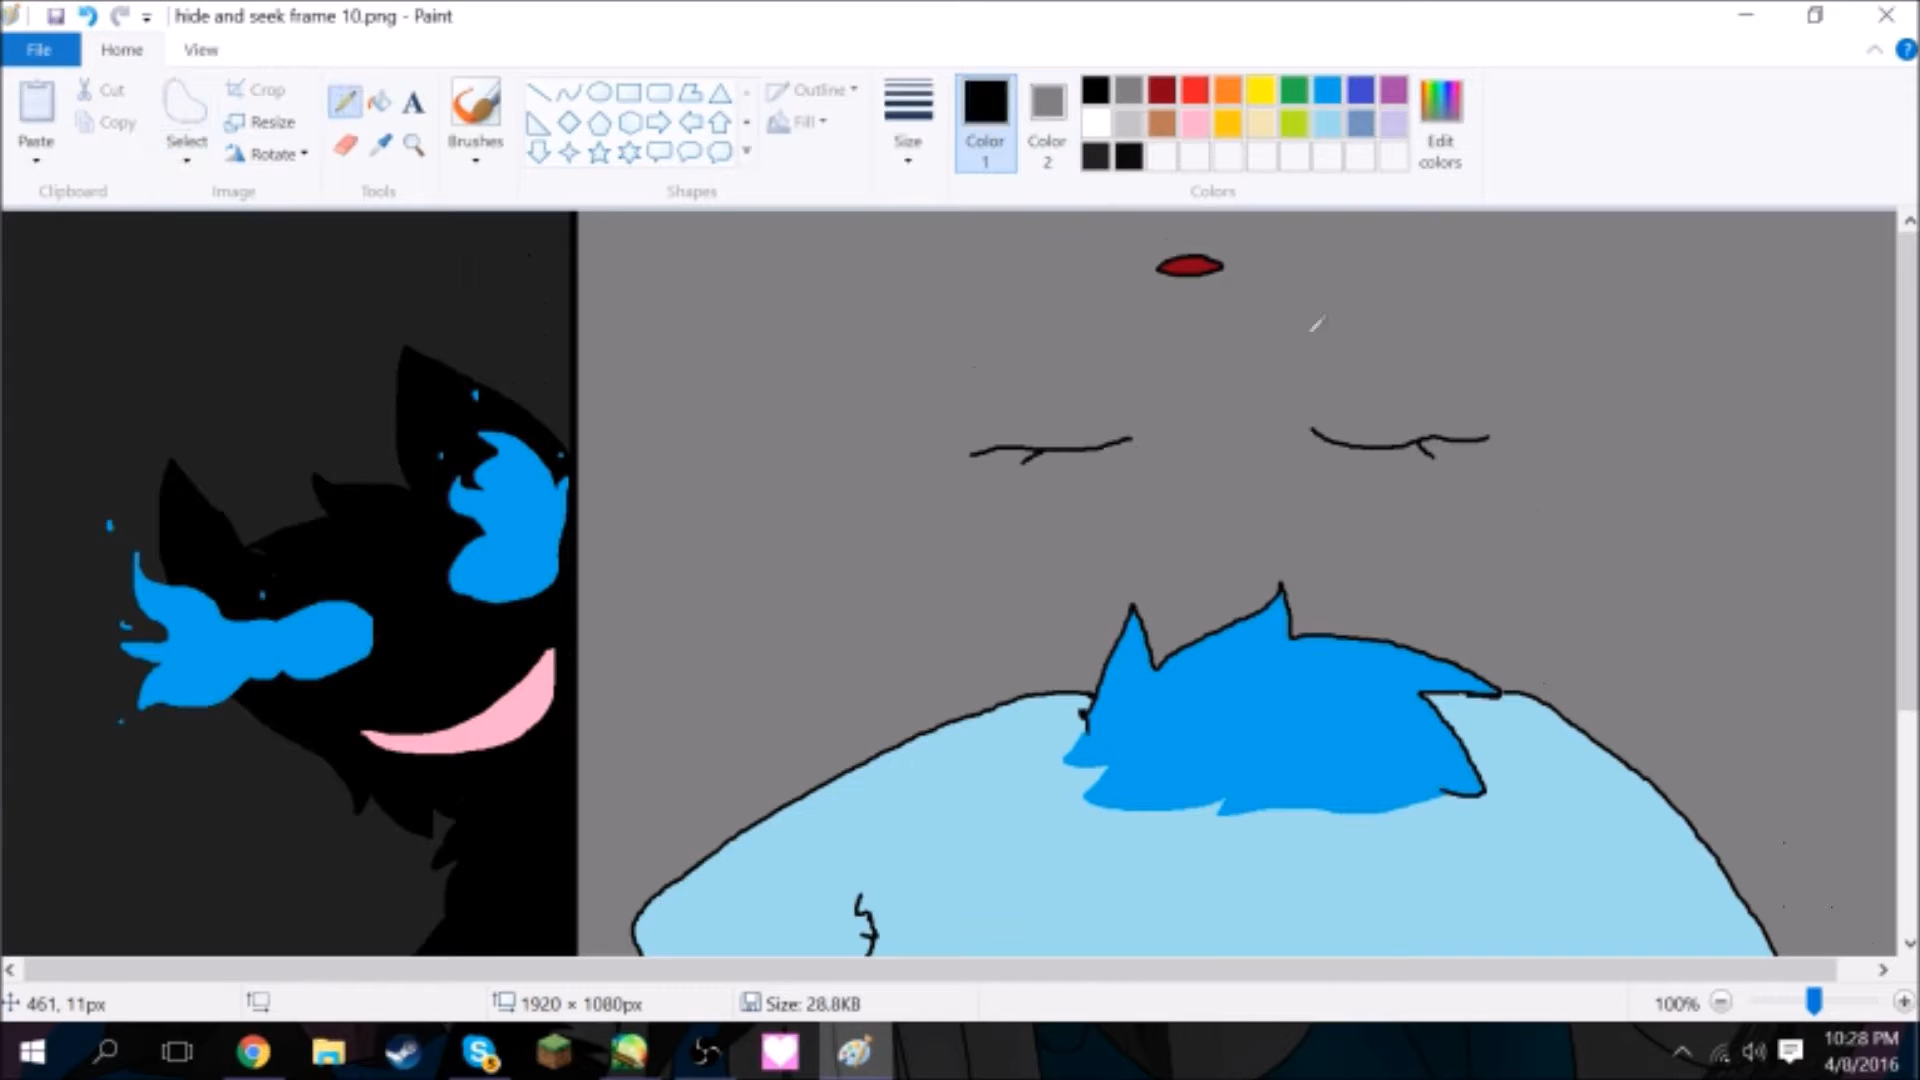 hide and seek frame 10.png - Paint
File Home View
Paste
Cut
Copy
Clipboard
Select
Crop
Resize
Rotate
Image
A
Tools
Brushes
Shapes
Outline
Fill
Size
Color 1
Color 2
Edit colors
Colors
461, 11px
1920 × 1080px
Size: 28.8KB
100%
10:28 PM
4/8/2016